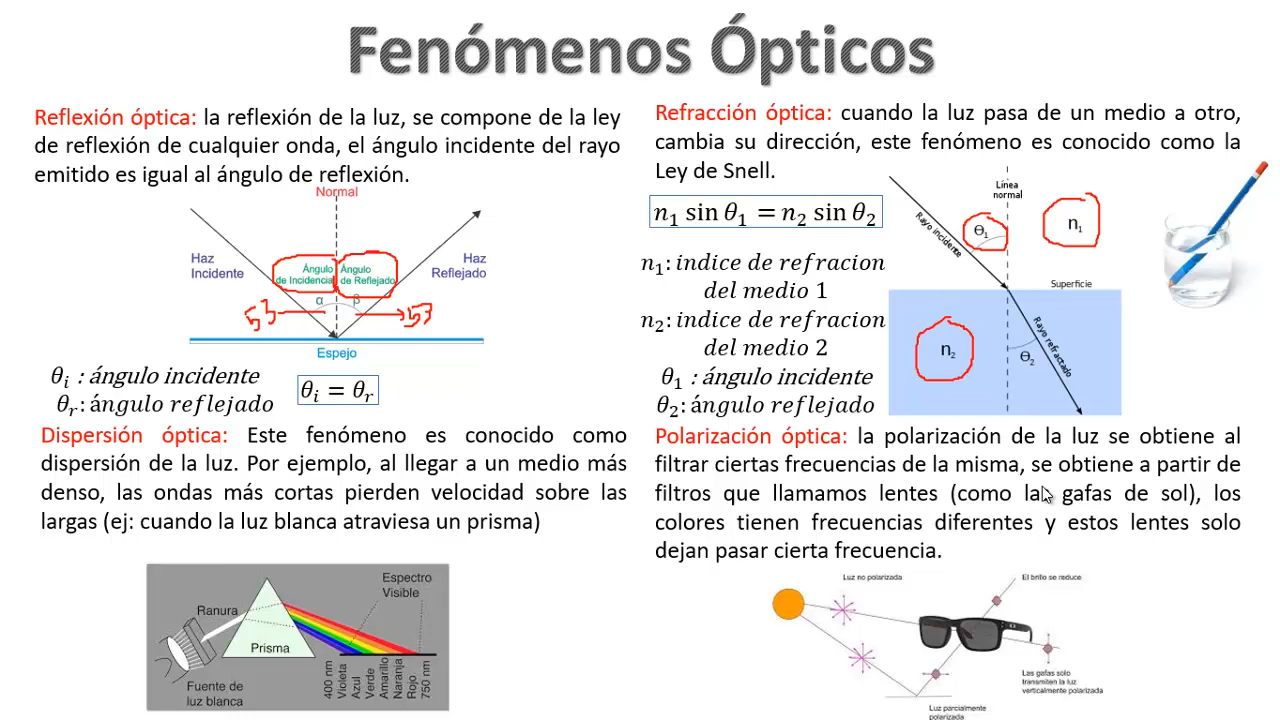 Fenómenos Ópticos
Reflexión óptica: la reflexión de la luz, se compone de la ley
de reflexión de cualquier onda, el ángulo incidente del rayo
emitido es igual al ángulo de reflexión.
Normal
Haz
Incidente
Ángulo
de Incidencia
Ángulo
de Reflejado
Haz
Reflejado
α
β
53
53
Espejo
θi : ángulo incidente
θr: ángulo reflejado
θi = θr
Refracción óptica: cuando la luz pasa de un medio a otro,
cambia su dirección, este fenómeno es conocido como la
Ley de Snell.
n1 sin θ1 = n2 sin θ2
n1: indice de refracion
del medio 1
n2: indice de refracion
del medio 2
θ1 : ángulo incidente
θ2: ángulo reflejado
Línea
normal
Rayo incidente
Θ1
n1
Superficie
n2
Θ2
Rayo refractado
Dispersión óptica: Este fenómeno es conocido como
dispersión de la luz. Por ejemplo, al llegar a un medio más
denso, las ondas más cortas pierden velocidad sobre las
largas (ej: cuando la luz blanca atraviesa un prisma)
Espectro
Visible
Ranura
Prisma
Fuente de
luz blanca
400 nm
Violeta
Azul
Verde
Amarillo
Naranja
Rojo
750 nm
Polarización óptica: la polarización de la luz se obtiene al
filtrar ciertas frecuencias de la misma, se obtiene a partir de
filtros que llamamos lentes (como la gafas de sol), los
colores tienen frecuencias diferentes y estos lentes solo
dejan pasar cierta frecuencia.
Luz no polarizada
El brillo se reduce
Las gafas solo
transmiten la luz
verticalmente polarizada
Luz parcialmente
polarizada